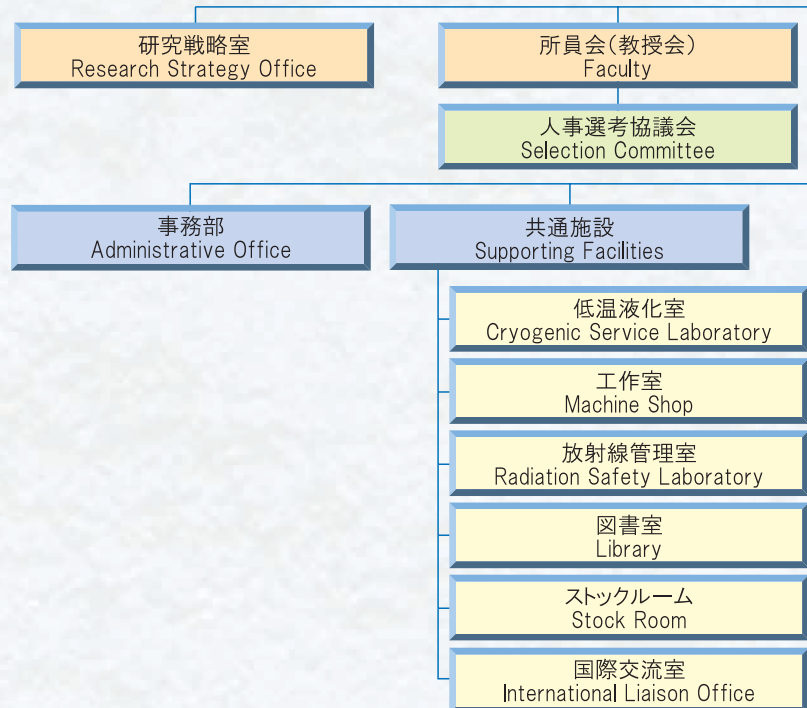 研究戦略室
Research Strategy Office
所員会(教授会)
Faculty
人事選考協議会
Selection Committee
事務部
Administrative Office
共通施設
Supporting Facilities
低温液化室
Cryogenic Service Laboratory
工作室
Machine Shop
放射線管理室
Radiation Safety Laboratory
図書室
Library
ストックルーム
Stock Room
国際交流室
International Liaison Office